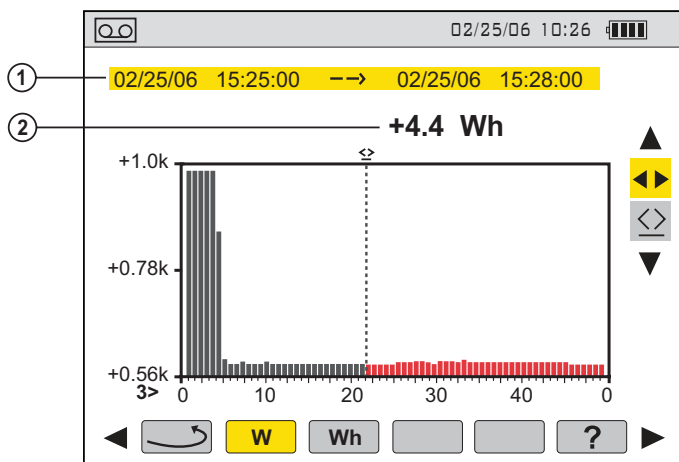 02/25/06 10:26
1 02/25/06 15:25:00 --> 02/25/06 15:28:00
2 +4.4 Wh
<>
+1.0k
+0.78k
+0.56k
3> 0 10 20 30 40 0
W Wh ?